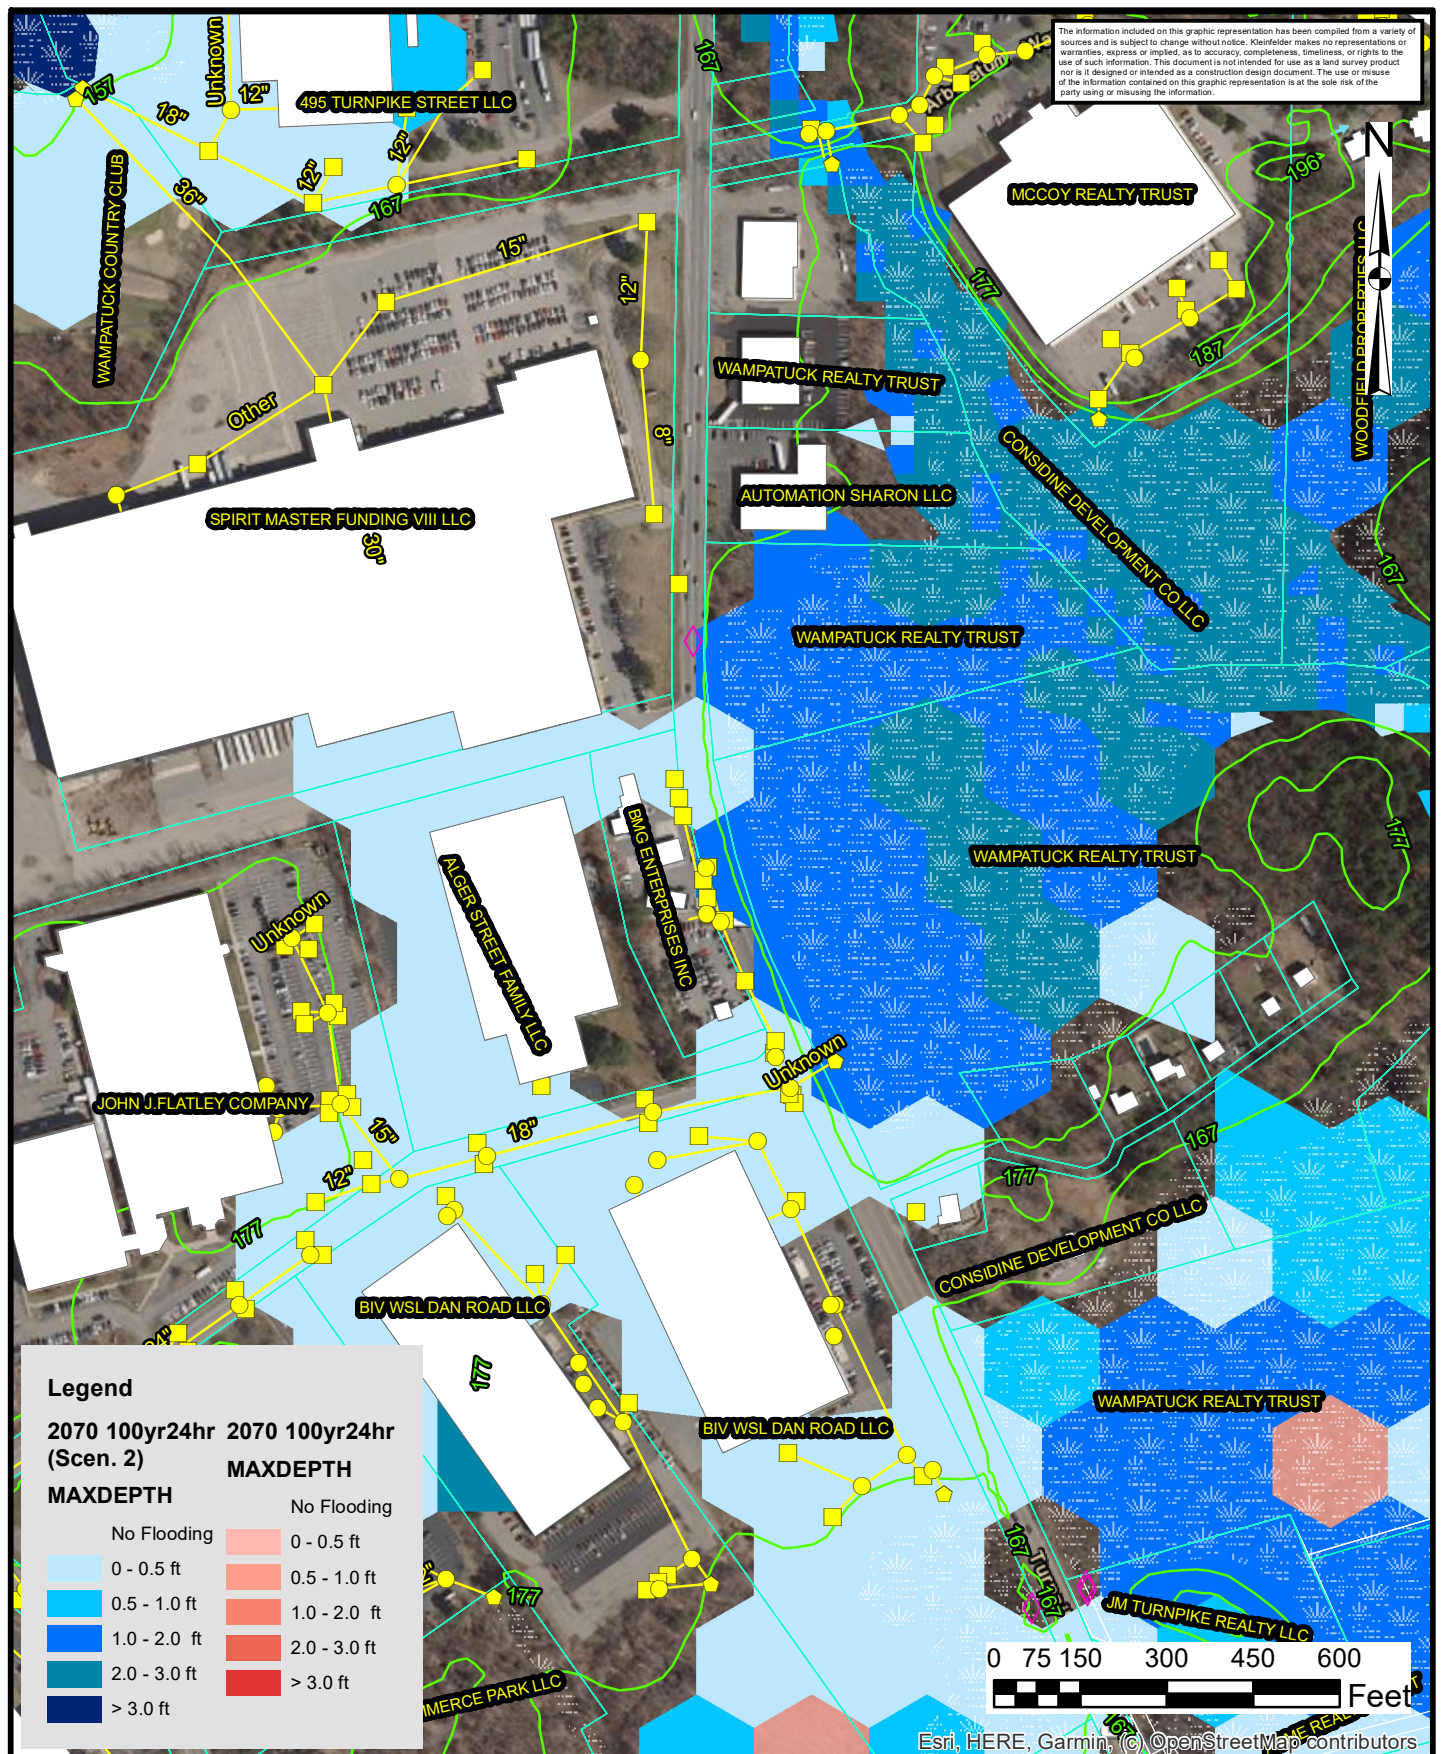 The information included on this graphic representation has been compiled from a variety of
sources and is subject to change without notice. Kleinfelder makes no representations or
warranties, express or implied, as to accuracy, completeness, timeliness, or rights to the
use of such information. This document is not intended for use as a land survey product
nor is it designed or intended as a construction design document. The use or misuse
of the information contained on this graphic representation is at the sole risk of the
party using or misusing the information.
N
157
Unknown
12"
18"
495 TURNPIKE STREET LLC
12"
12"
167
36"
WAMPATUCK COUNTRY CLUB
167
15"
12"
8"
MCCOY REALTY TRUST
196
177
187
WOODFIELD PROPERTIES LLC
WAMPATUCK REALTY TRUST
Other
SPIRIT MASTER FUNDING VIII LLC
30"
AUTOMATION SHARON LLC
CONSIDINE DEVELOPMENT CO LLC
167
WAMPATUCK REALTY TRUST
BMG ENTERPRISES INC
ALGER STREET FAMILY LLC
WAMPATUCK REALTY TRUST
177
Unknown
Unknown
JOHN J.FLATLEY COMPANY
15"
18"
12"
177
167
177
CONSIDINE DEVELOPMENT CO LLC
BIV WSL DAN ROAD LLC
177
24"
BIV WSL DAN ROAD LLC
WAMPATUCK REALTY TRUST
167
167
177
JM TURNPIKE REALTY LLC
MERCE PARK LLC
167
Legend
2070 100yr24hr
(Scen. 2)
MAXDEPTH
No Flooding
0 - 0.5 ft
0.5 - 1.0 ft
1.0 - 2.0 ft
2.0 - 3.0 ft
> 3.0 ft
2070 100yr24hr
MAXDEPTH
No Flooding
0 - 0.5 ft
0.5 - 1.0 ft
1.0 - 2.0 ft
2.0 - 3.0 ft
> 3.0 ft
0 75 150 300 450 600
Feet
Esri, HERE, Garmin, (c) OpenStreetMap contributors